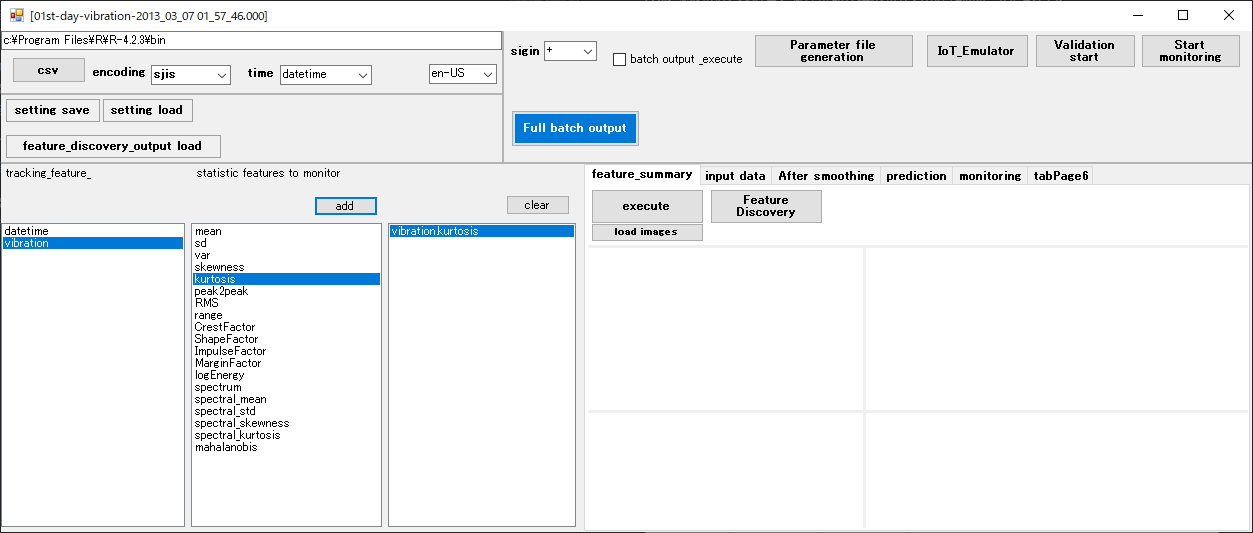 [01st-day-vibration-2013_03_07 01_57_46.000]
c:¥Program Files¥R¥R-4.2.3¥bin
csv
encoding
sjis
time
datetime
en-US
setting save
setting load
feature_discovery_output load
sigin
+
batch output _execute
Parameter file
generation
IoT_Emulator
Validation
start
Start
monitoring
Full batch output
tracking_feature_
statistic features to monitor
add
clear
datetime
vibration
mean
sd
var
skewness
kurtosis
peak2peak
RMS
range
CrestFactor
ShapeFactor
ImpulseFactor
MarginFactor
logEnergy
spectrum
spectral_mean
spectral_std
spectral_skewness
spectral_kurtosis
mahalanobis
vibration.kurtosis
feature_summary
input data
After smoothing
prediction
monitoring
tabPage6
execute
Feature
Discovery
load images